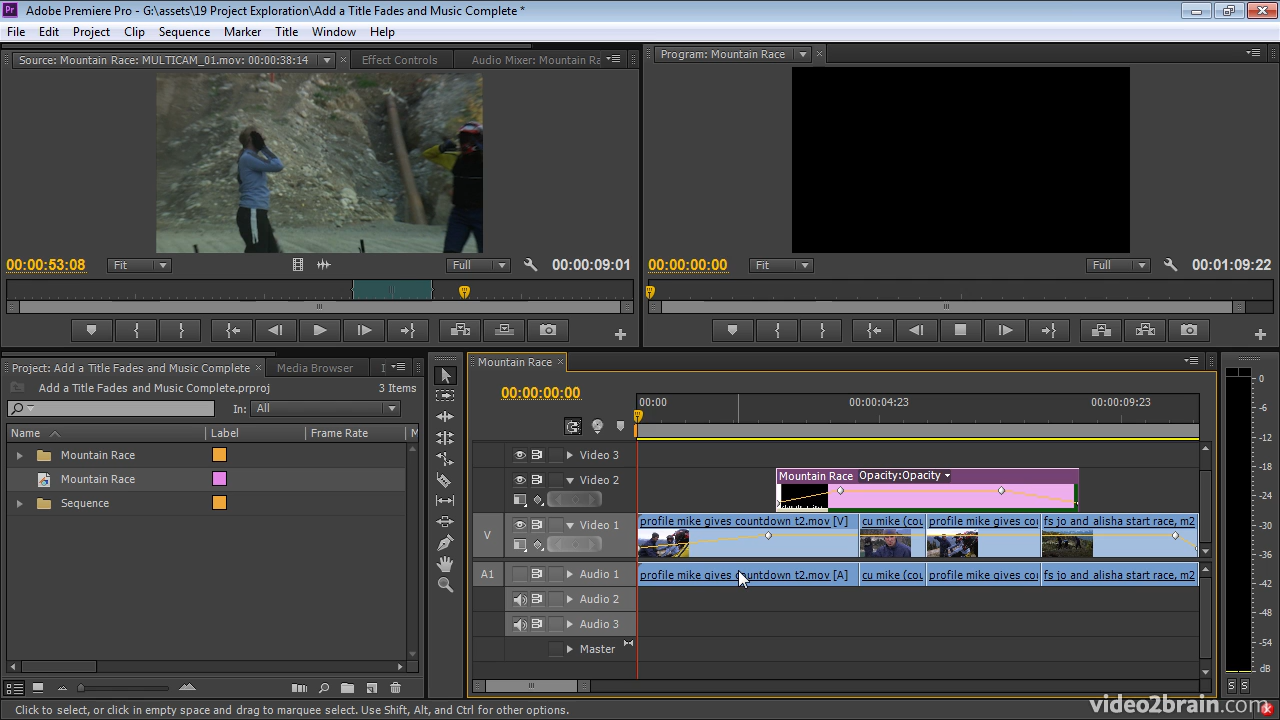 Adobe Premiere Pro - G:\assets\19 Project Exploration\Add a Title Fades and Music Complete *
File Edit Project Clip Sequence Marker Title Window Help
Source: Mountain Race: MULTICAM_01.mov: 00:00:38:14
Effect Controls
Audio Mixer: Mountain Ra
Program: Mountain Race
00:00:53:08
Fit
Full
00:00:09:01
00:00:00:00
Fit
Full
00:01:09:22
Project: Add a Title Fades and Music Complete
Media Browser
Add a Title Fades and Music Complete.prproj
3 Items
In: All
Name Label Frame Rate
Mountain Race
Mountain Race
Sequence
Mountain Race
00:00:00:00
00:00
00:00:04:23
00:00:09:23
Video 3
Video 2
Mountain Race Opacity:Opacity
V
Video 1
profile mike gives countdown t2.mov [V]
cu mike (cou
profile mike gives cou
fs jo and alisha start race, m2
A1
Audio 1
profile mike gives countdown t2.mov [A]
cu mike (cou
profile mike gives cou
fs jo and alisha start race, m2
Audio 2
Audio 3
Master
0
-6
-12
-18
-24
-30
-36
-42
-48
-54
dB
S S
Click to select, or click in empty space and drag to marquee select. Use Shift, Alt, and Ctrl for other options.
video2brain.com